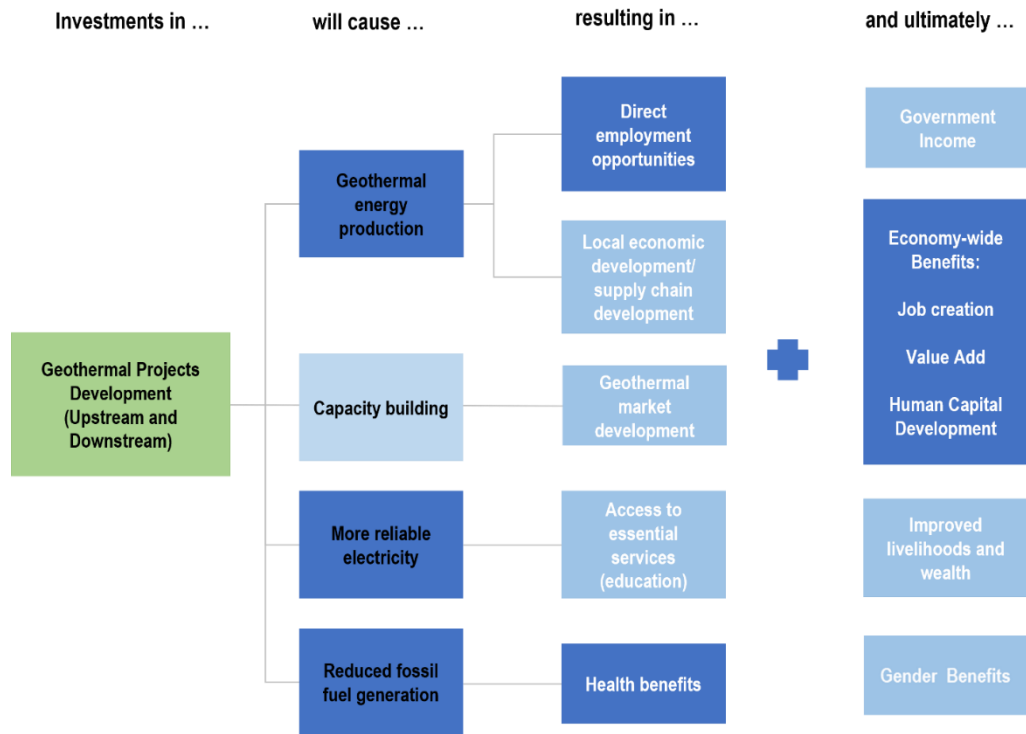 Investments in …
will cause …
resulting in …
and ultimately …
Geothermal Projects
Development
(Upstream and
Downstream)
Geothermal
energy
production
Capacity building
More reliable
electricity
Reduced fossil
fuel generation
Direct
employment
opportunities
Local economic
development/
supply chain
development
Geothermal
market
development
Access to
essential
services
(education)
Health benefits
Government
Income
Economy-wide
Benefits:
Job creation
Value Add
Human Capital
Development
Improved
livelihoods and
wealth
Gender Benefits